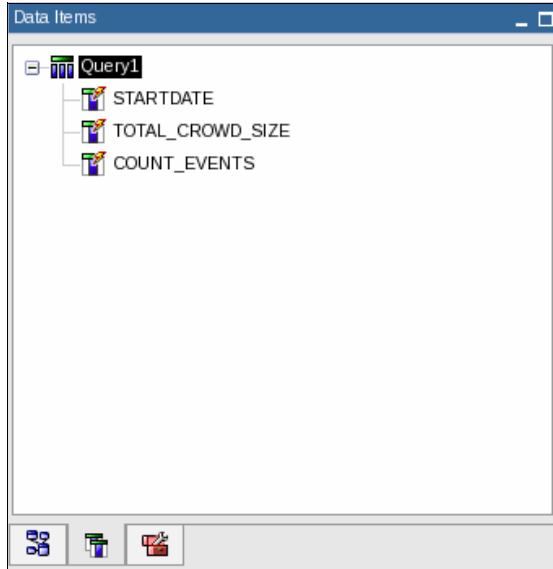 Data Items
Query1
STARTDATE
TOTAL_CROWD_SIZE
COUNT_EVENTS